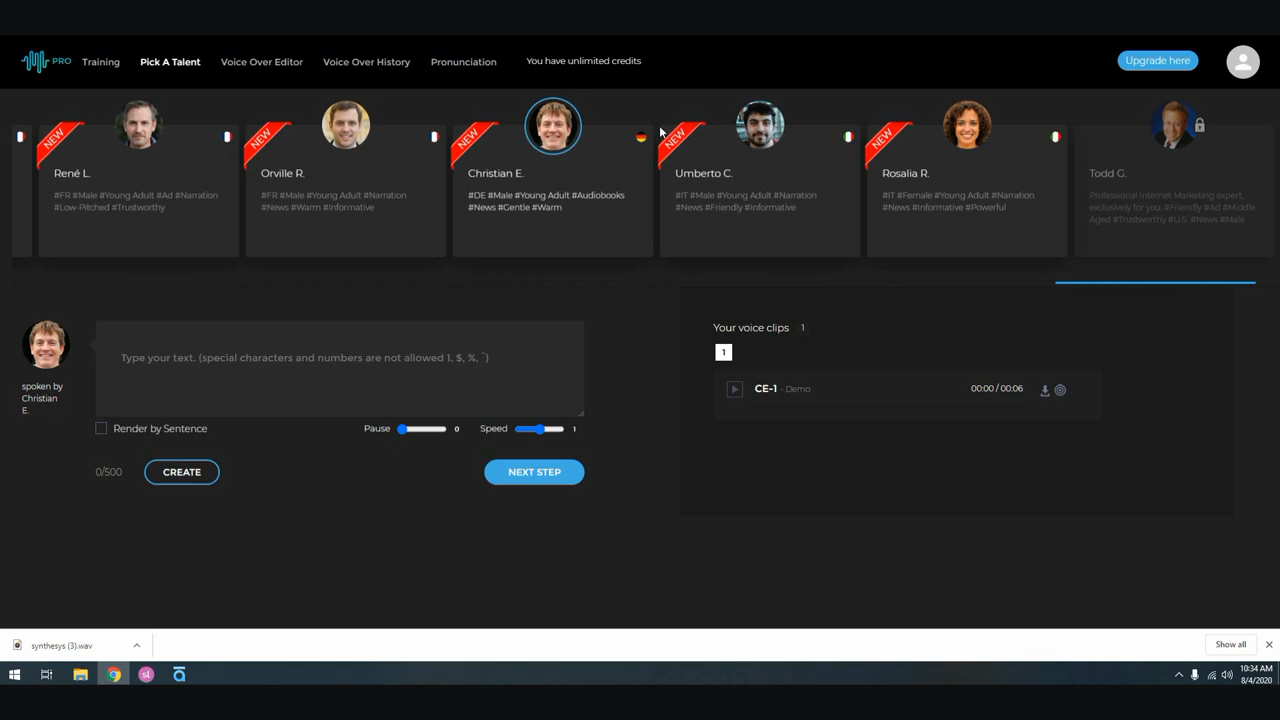 PRO
Training
Pick A Talent
Voice Over Editor
Voice Over History
Pronunciation
You have unlimited credits
Upgrade here
NEW
René L.
#FR #Male #Young Adult #Ad #Narration
#Low-Pitched #Trustworthy
NEW
Orville R.
#FR #Male #Young Adult #Narration
#News #Warm #Informative
NEW
Christian E.
#DE #Male #Young Adult #Audiobooks
#News #Gentle #Warm
NEW
Umberto C.
#IT #Male #Young Adult #Narration
#News #Friendly #Informative
NEW
Rosalia R.
#IT #Female #Young Adult #Narration
#News #Informative #Powerful
Todd G.
Professional Internet Marketing expert,
exclusively for you. #Friendly #Ad #Middle
Aged #Trustworthy #U.S. #News #Male
spoken by
Christian
E.
Type your text. (special characters and numbers are not allowed 1, $, %, ^)
Render by Sentence
Pause 0
Speed 1
0/500
CREATE
NEXT STEP
Your voice clips 1
1
CE-1 - Demo
00:00 / 00:06
synthesys (3).wav
Show all
10:34 AM
8/4/2020